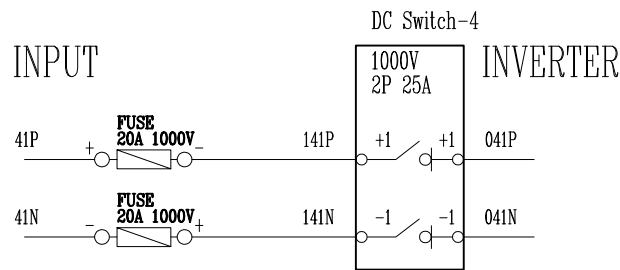 DC Switch-4
INPUT
1000V
2P 25A
INVERTER
FUSE
20A 1000V
41P
+
-
141P
+1
+1
041P
FUSE
20A 1000V
41N
-
+
141N
-1
-1
041N